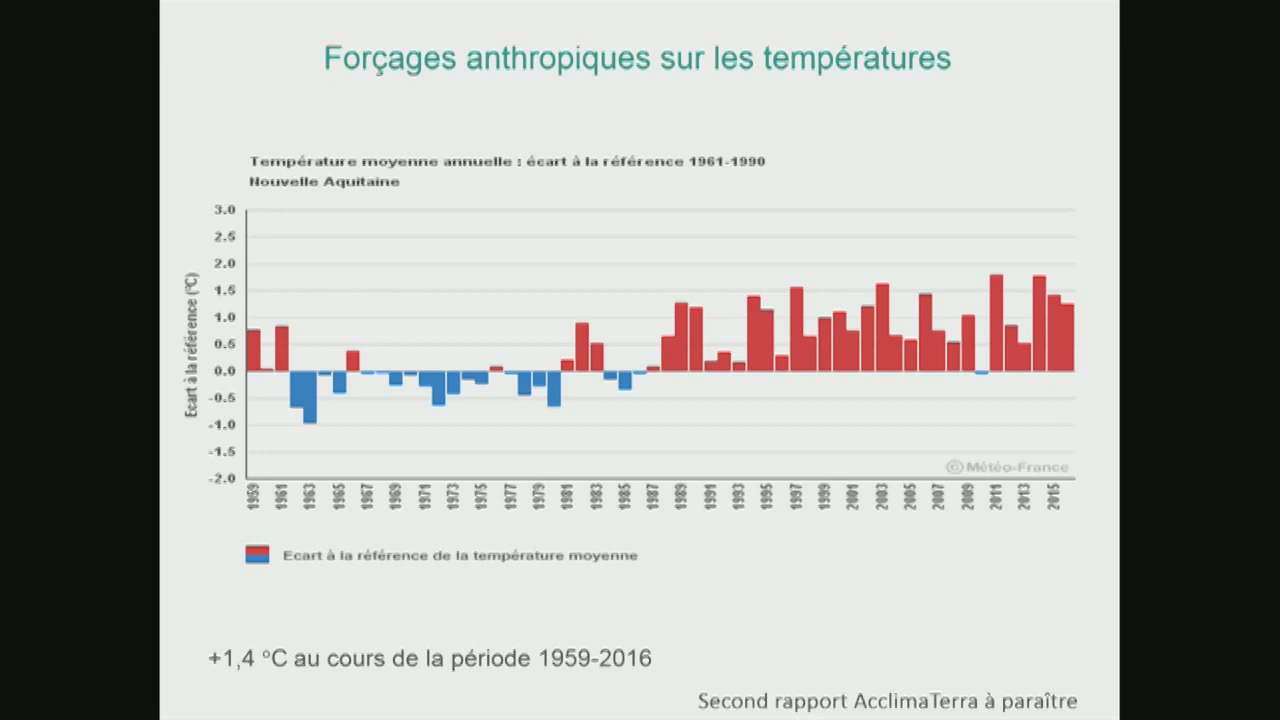 Forçages anthropiques sur les températures
Température moyenne annuelle : écart à la référence 1961-1990
Nouvelle Aquitaine
Ecart à la référence (°C)
3.0
2.5
2.0
1.5
1.0
0.5
0.0
-0.5
-1.0
-1.5
-2.0
© Météo-France
1959 1961 1963 1965 1967 1969 1971 1973 1975 1977 1979 1981 1983 1985 1987 1989 1991 1993 1995 1997 1999 2001 2003 2005 2007 2009 2011 2013 2015
Ecart à la référence de la température moyenne
+1,4 °C au cours de la période 1959-2016
Second rapport AcclimaTerra à paraître